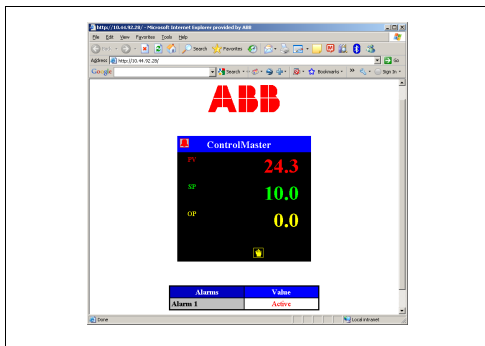 https://10.44.92.28/ - Microsoft Internet Explorer provided by ABB
File Edit View Favorites Tools Help
Search Favorites
Address http://10.44.92.28/ Go
Google Search Bookmarks Sign In
ABB
ControlMaster
PV 24.3
SP 10.0
OP 0.0
Alarms Value
Alarm 1 Active
Done Local intranet